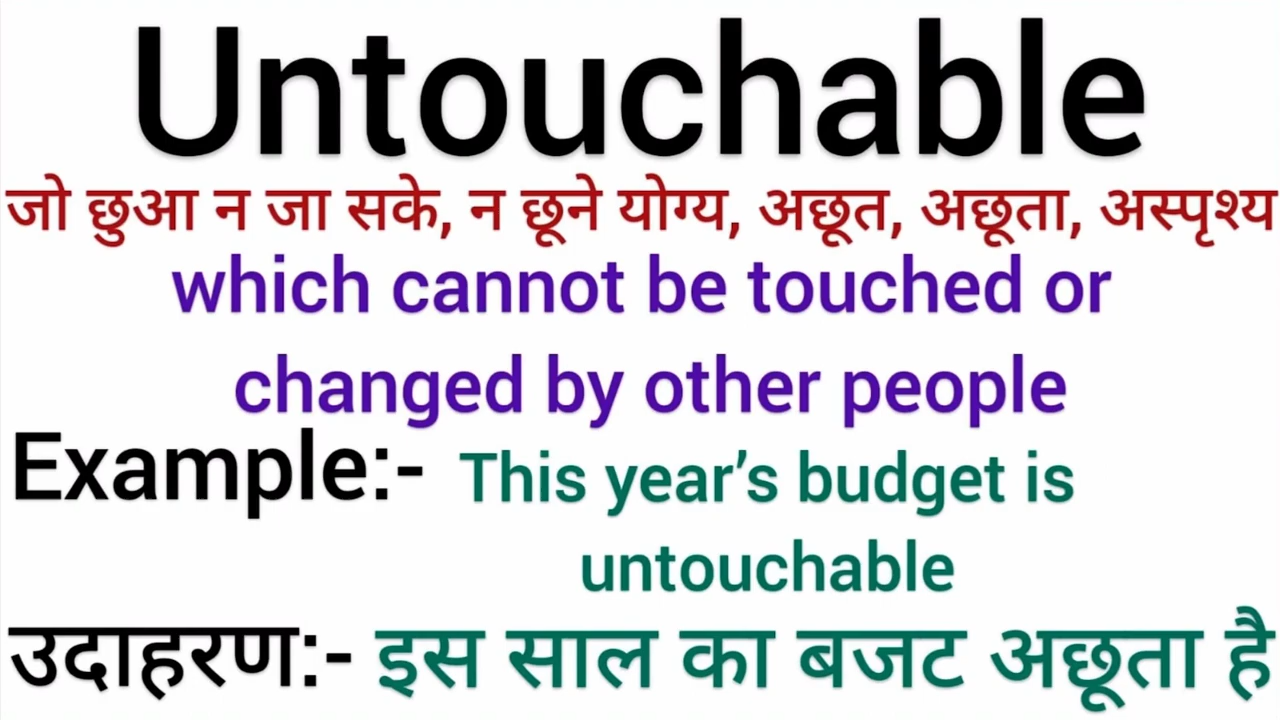 Untouchable
जो छुआ न जा सके, न छूने योग्य, अछूत, अछूता, अस्पृश्य
which cannot be touched or
changed by other people
Example:- This year’s budget is
untouchable
उदाहरण:- इस साल का बजट अछूता है